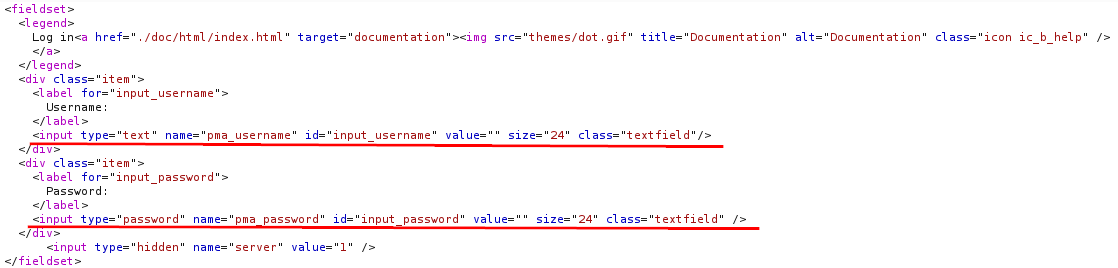 <fieldset>
<legend>
Log in<a href="./doc/html/index.html" target="documentation"><img src="themes/dot.gif" title="Documentation" alt="Documentation" class="icon ic_b_help" />
</a>
</legend>
<div class="item">
<label for="input_username">
Username:
</label>
<input type="text" name="pma_username" id="input_username" value="" size="24" class="textfield"/>
</div>
<div class="item">
<label for="input_password">
Password:
</label>
<input type="password" name="pma_password" id="input_password" value="" size="24" class="textfield" />
</div>
<input type="hidden" name="server" value="1" />
</fieldset>